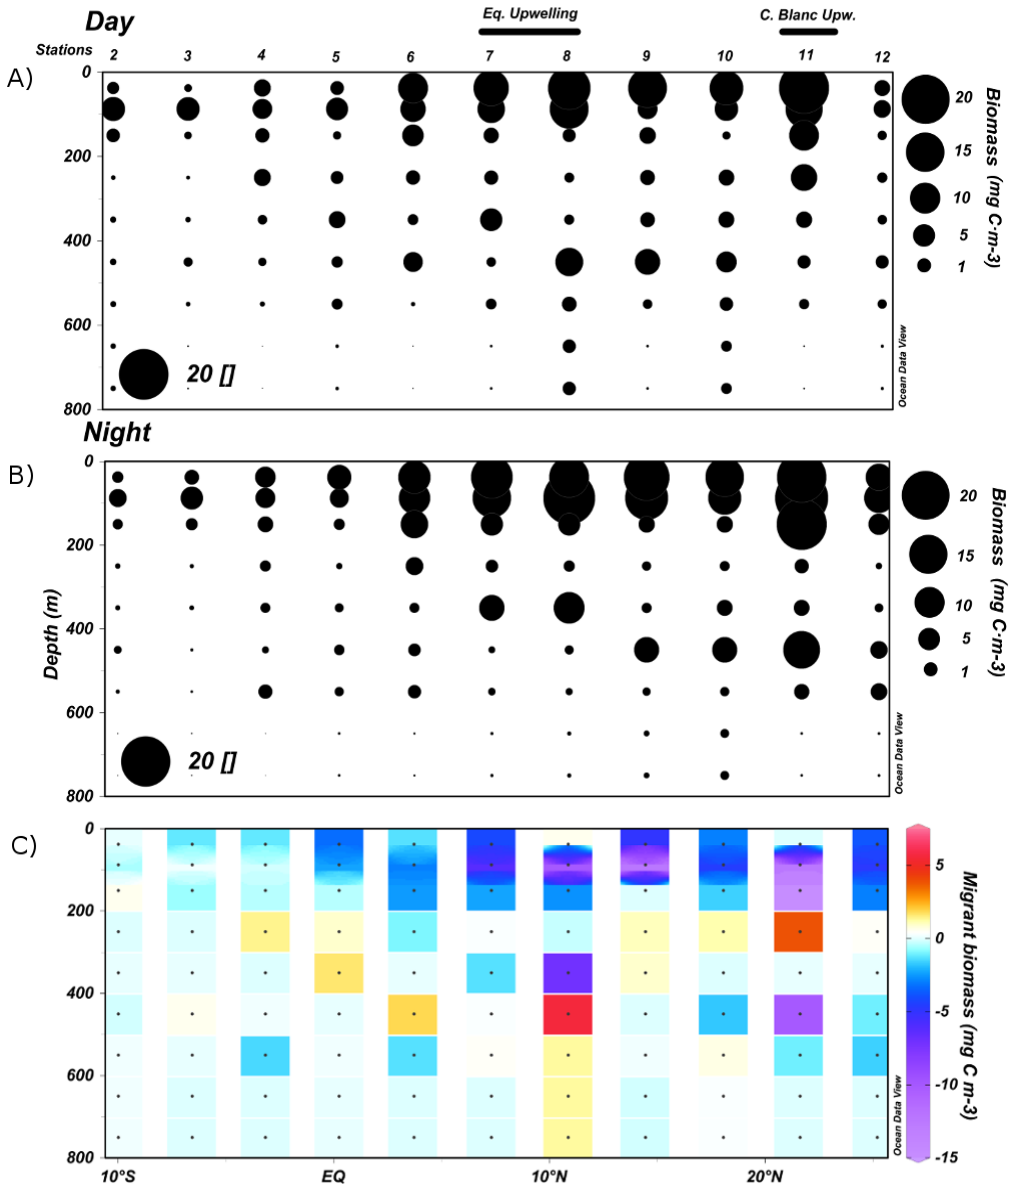 Day
Eq. Upwelling
C. Blanc Upw.
Stations 2 3 4 5 6 7 8 9 10 11 12
A)
0
200
400
600
800
20 []
Ocean Data View
20
15
10
5
1
Biomass (mg C·m-3)
Night
B)
0
200
400
600
800
Depth (m)
20 []
Ocean Data View
20
15
10
5
1
Biomass (mg C·m-3)
C)
0
200
400
600
800
10°S EQ 10°N 20°N
Ocean Data View
5
0
-5
-10
-15
Migrant biomass (mg C m-3)